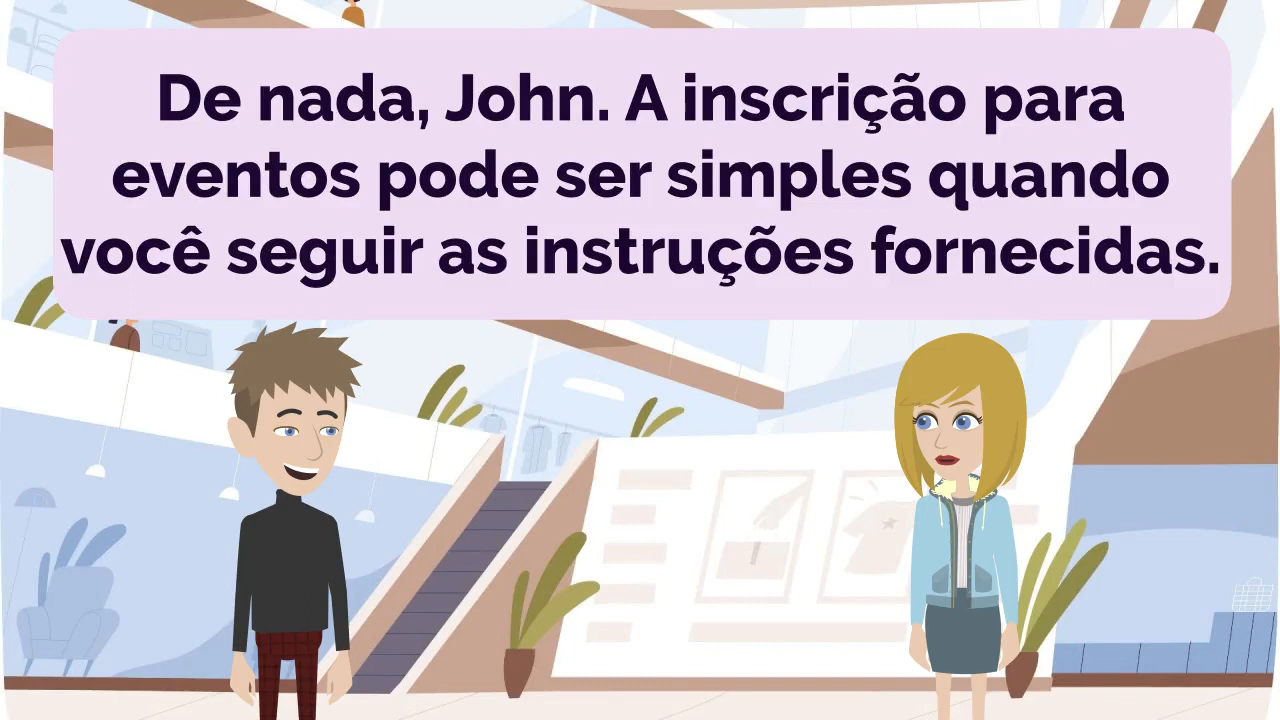 De nada, John. A inscrição para
eventos pode ser simples quando
você seguir as instruções fornecidas.